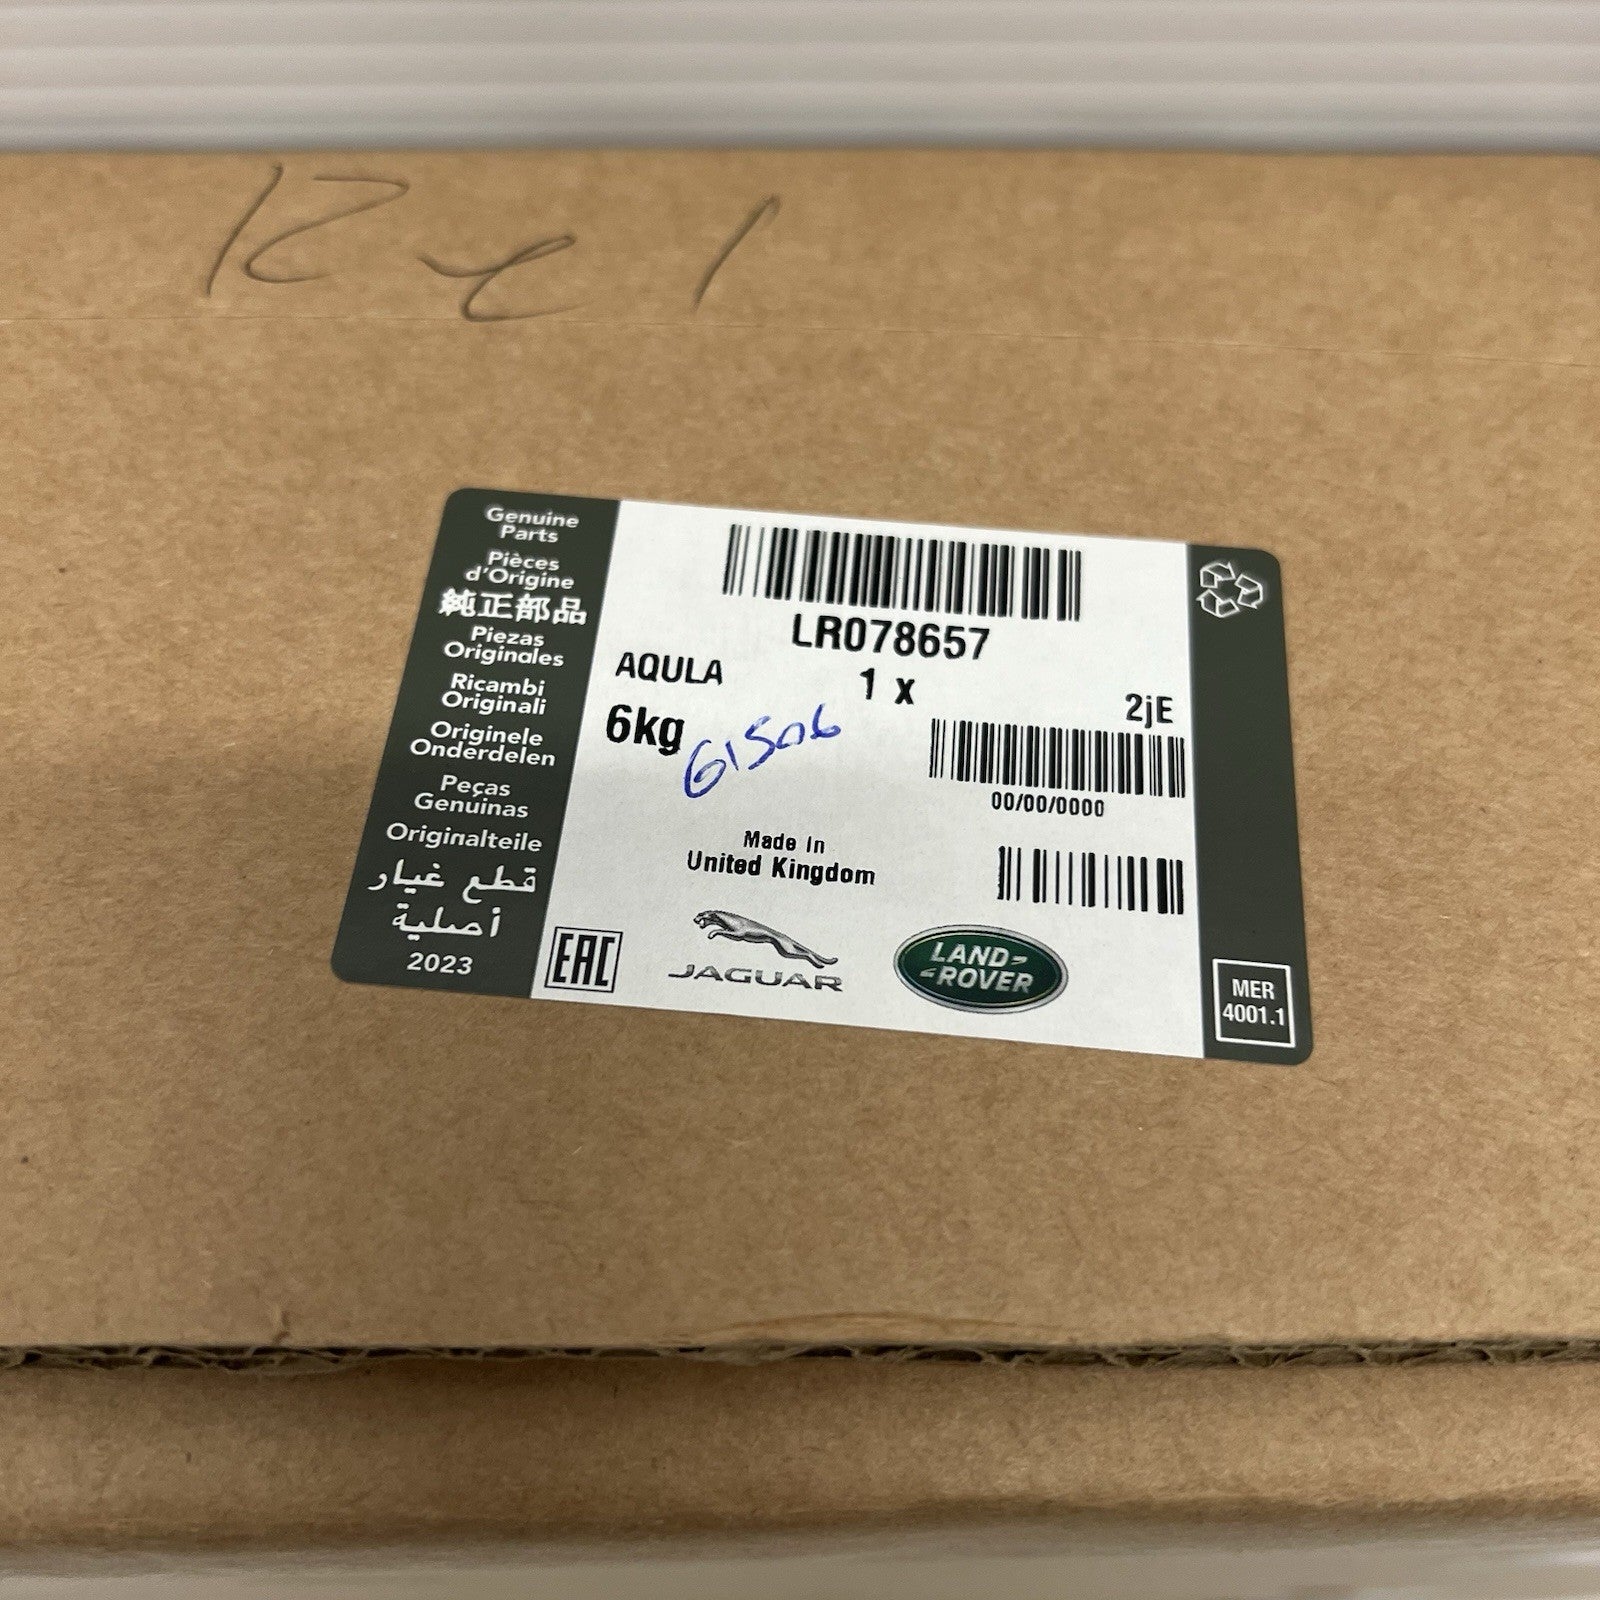 Rel
Genuine
Parts
Pièces
d'Origine
純正部品
Piezas
Originales
Ricambi
Originali
Originele
Onderdelen
Peças
Genuinas
Originalteile
قطع غيار
أصلية
2023
LR078657
AQULA
1 x
2jE
6kg
61506
00/00/0000
Made in
United Kingdom
EAC
JAGUAR
LAND-
-ROVER
MER
4001.1